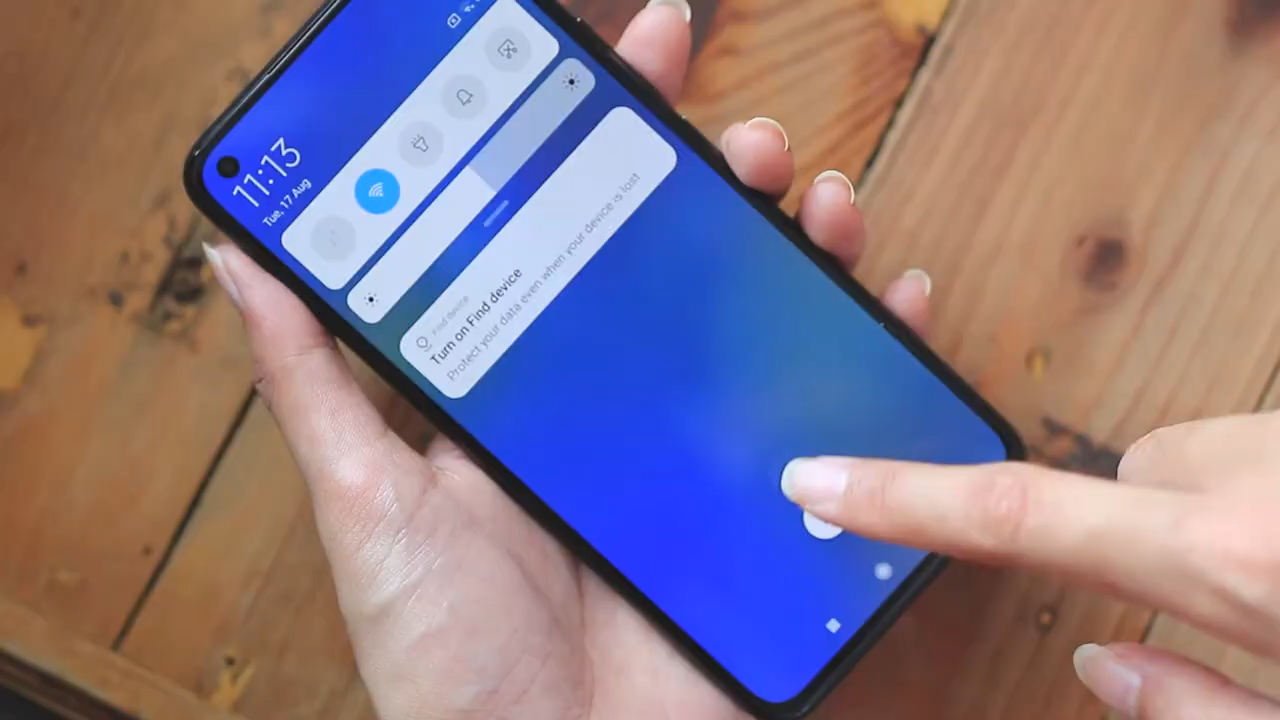 11:13
Tue, 17 Aug
Find device
Turn on Find device
Protect your data even when your device is lost